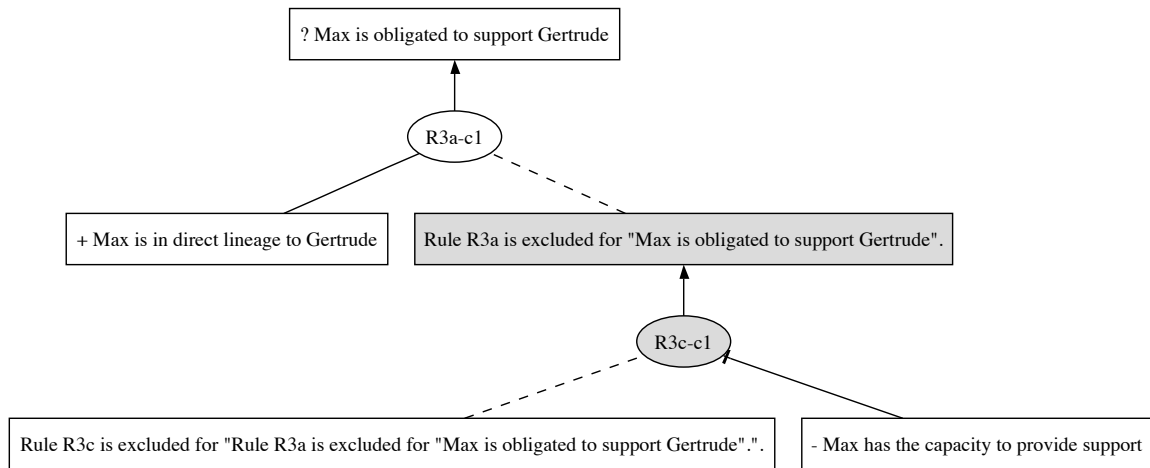 ? Max is obligated to support Gertrude
R3a-c1
+ Max is in direct lineage to Gertrude
Rule R3a is excluded for "Max is obligated to support Gertrude".
R3c-c1
Rule R3c is excluded for "Rule R3a is excluded for "Max is obligated to support Gertrude".".
- Max has the capacity to provide support